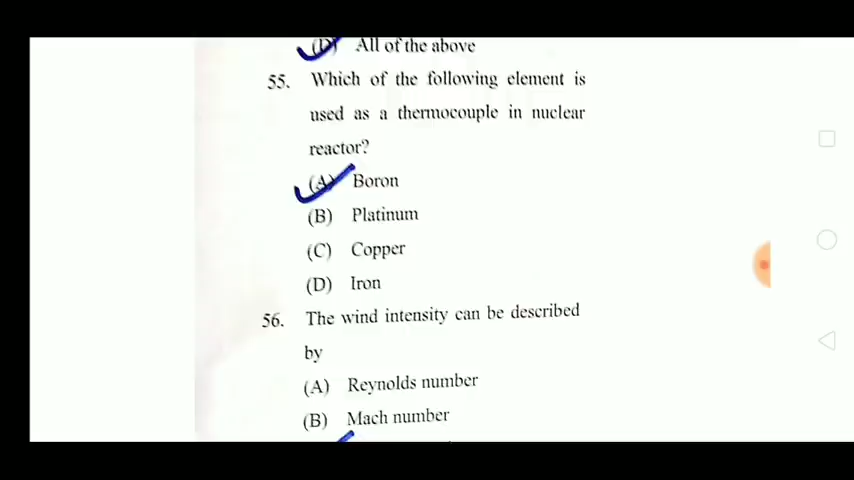 (D) All of the above
55. Which of the following element is
used as a thermocouple in nuclear
reactor?
(A) Boron
(B) Platinum
(C) Copper
(D) Iron
56. The wind intensity can be described
by
(A) Reynolds number
(B) Mach number